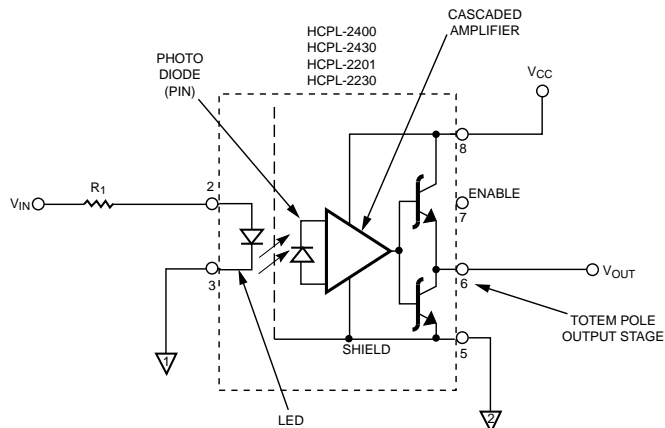 CASCADED
AMPLIFIER
HCPL-2400
HCPL-2430
HCPL-2201
HCPL-2230
PHOTO
DIODE
(PIN)
VCC
8
R1
2
VIN
ENABLE
7
3
6
VOUT
TOTEM POLE
OUTPUT STAGE
SHIELD
5
1
2
LED